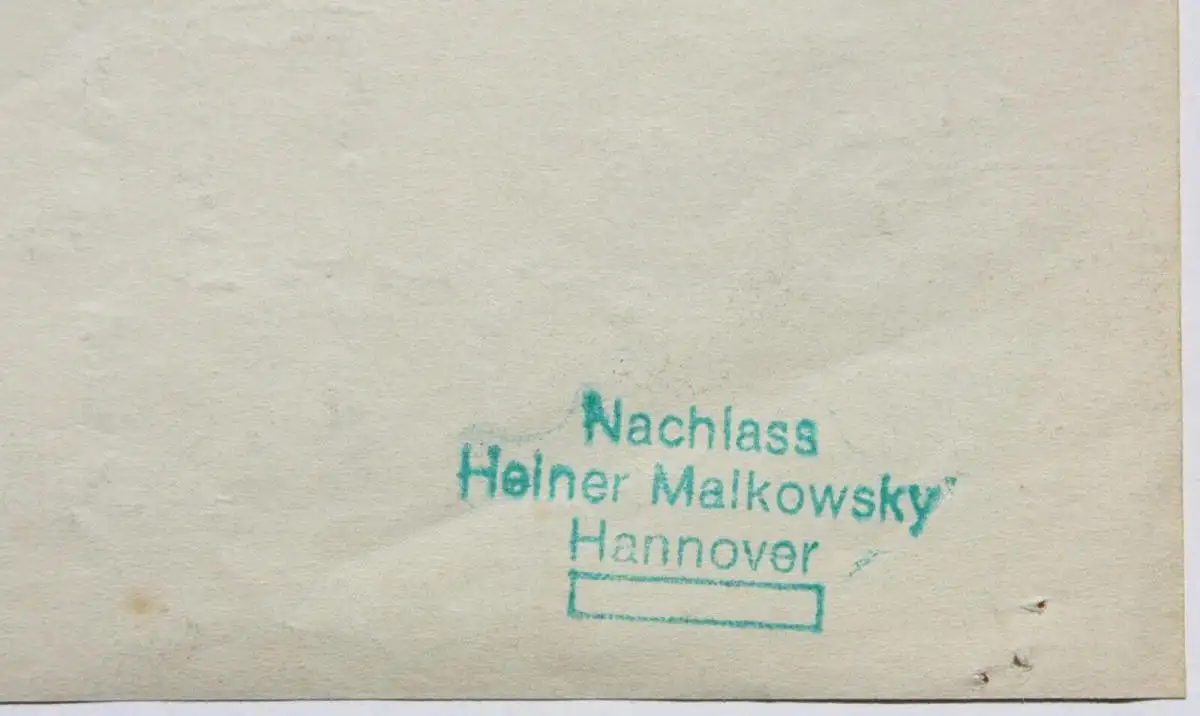 Nachlass
Heiner Malkowsky
Hannover